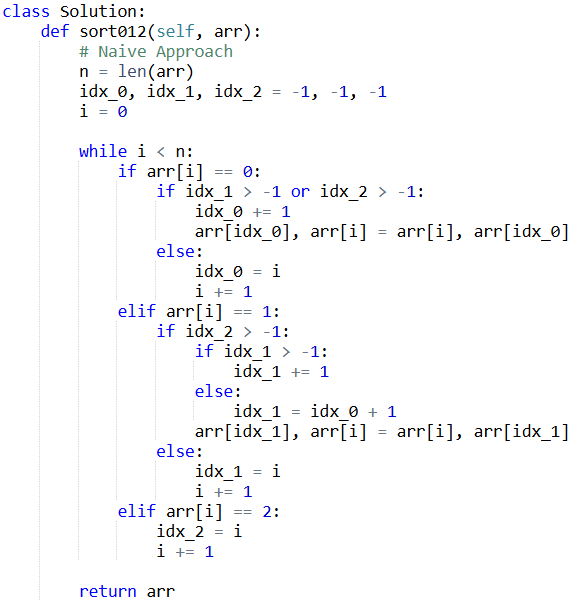 class Solution:
    def sort012(self, arr):
        # Naive Approach
        n = len(arr)
        idx_0, idx_1, idx_2 = -1, -1, -1
        i = 0

        while i < n:
            if arr[i] == 0:
                if idx_1 > -1 or idx_2 > -1:
                    idx_0 += 1
                    arr[idx_0], arr[i] = arr[i], arr[idx_0]
                else:
                    idx_0 = i
                    i += 1
            elif arr[i] == 1:
                if idx_2 > -1:
                    if idx_1 > -1:
                        idx_1 += 1
                    else:
                        idx_1 = idx_0 + 1
                    arr[idx_1], arr[i] = arr[i], arr[idx_1]
                else:
                    idx_1 = i
                    i += 1
            elif arr[i] == 2:
                idx_2 = i
                i += 1

        return arr